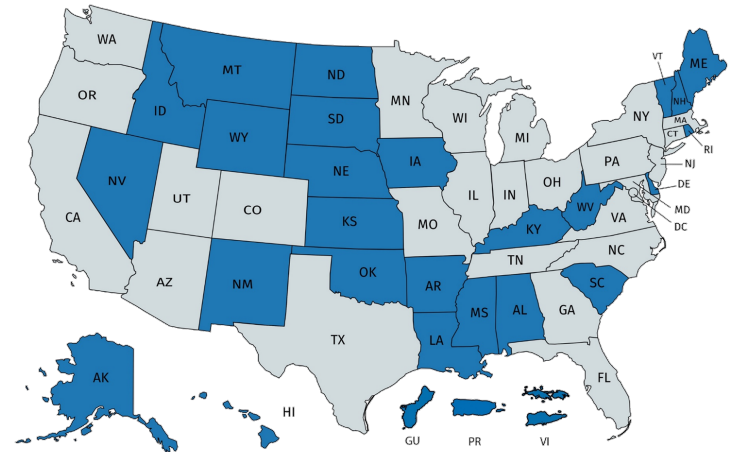 WA
MT
ND
MN
VT
ME
OR
ID
SD
WI
MI
NY
NH
MA
CT
RI
WY
NE
IA
PA
NJ
NV
UT
CO
KS
MO
IL
IN
OH
WV
VA
DE
MD
DC
CA
KY
AZ
NM
OK
AR
TN
NC
SC
TX
LA
MS
AL
GA
FL
AK
HI
GU
PR
VI